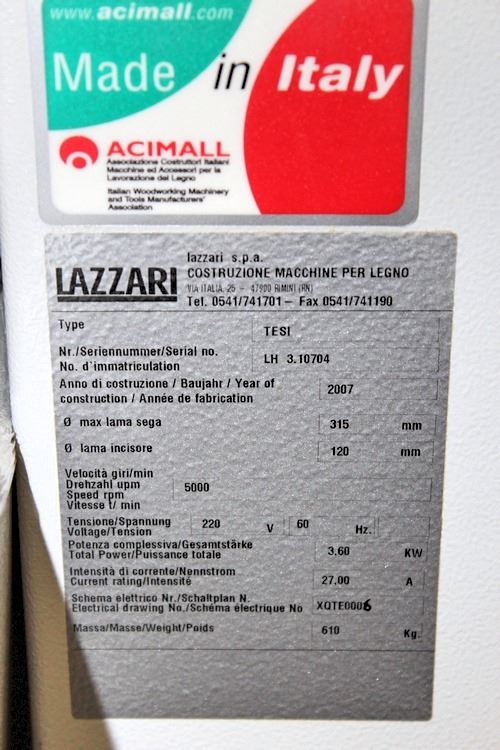 www.acimall.com
Made in Italy
ACIMALL
Associazione Costruttori Italiani
Macchine ed Accessori per la
Lavorazione del Legno
Italian Woodworking Machinery
and Tools Manufacturers'
Association
LAZZARI
lazzari s.p.a.
COSTRUZIONE MACCHINE PER LEGNO
VIA ITALIA, 25 - 47900 RIMINI (RN)
Tel. 0541/741701 – Fax 0541/741190
Type TESI
Nr./Seriennummer/Serial no.
No. d'immatriculation LH 3.10704
Anno di costruzione / Baujahr / Year of
construction / Année de fabrication 2007
Ø max lama sega 315 mm
Ø lama incisore 120 mm
Velocità giri/min
Drehzahl upm
Speed rpm 5000
Vitesse t/ min
Tensione/Spannung
Voltage/Tension 220 V 60 Hz.
Potenza complessiva/Gesamtstärke
Total Power/Puissance totale 3,60 KW
Intensità di corrente/Nennstrom
Current rating/Intensité 27.00 A
Schema elettrico Nr./Schaltplan N.
Electrical drawing No./Schéma électrique No XQTE0006
Massa/Masse/Weight/Poids 610 Kg.